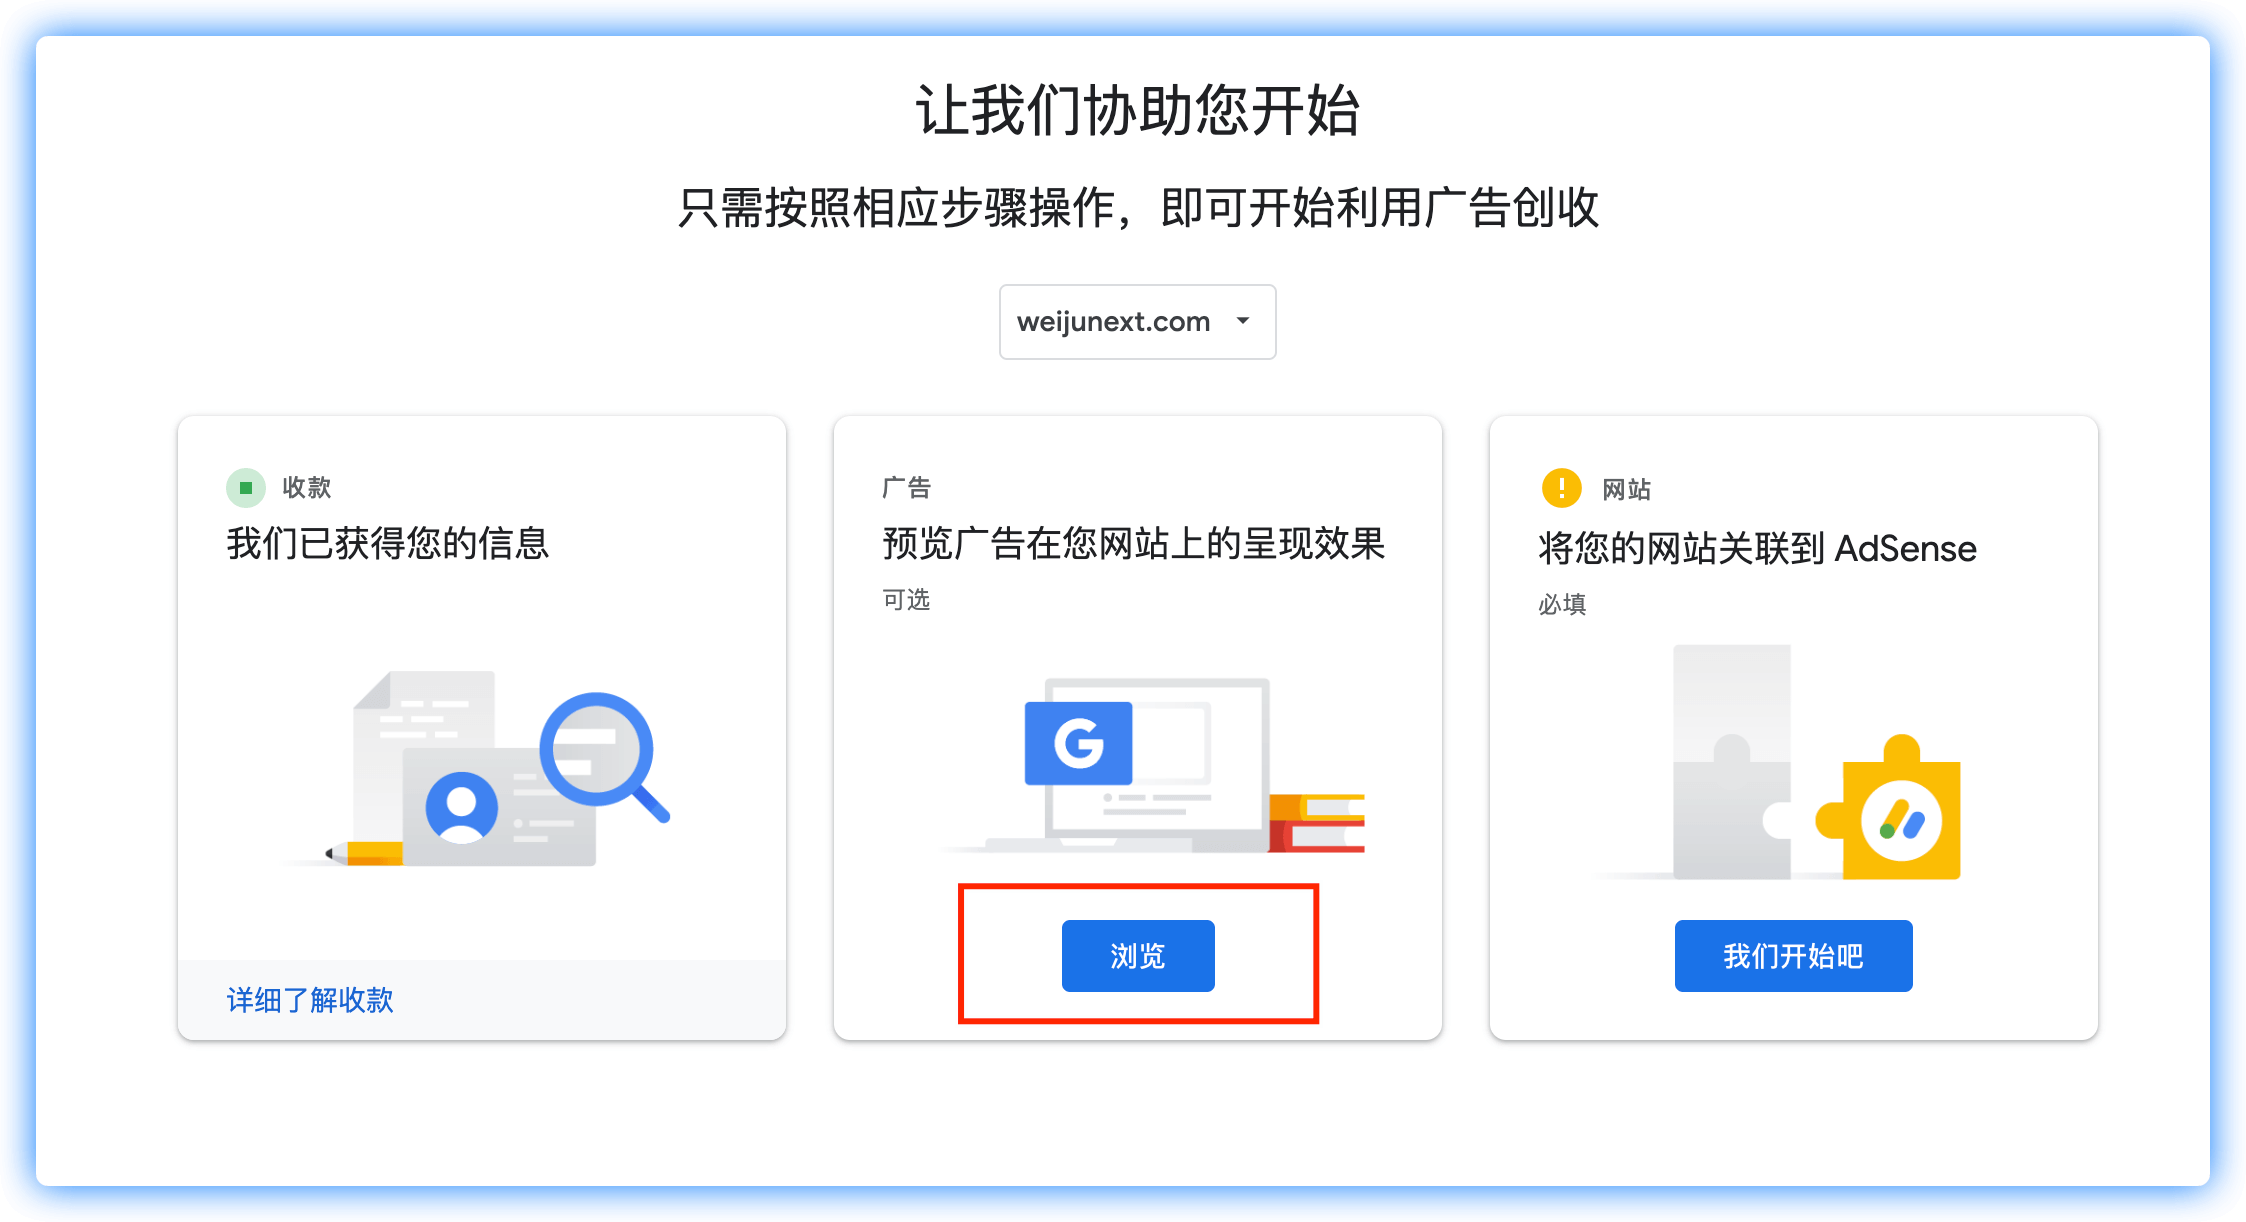 让我们协助您开始
只需按照相应步骤操作，即可开始利用广告创收
weijunext.com
收款
我们已获得您的信息
详细了解收款
广告
预览广告在您网站上的呈现效果
可选
G
浏览
!
网站
将您的网站关联到 AdSense
必填
我们开始吧